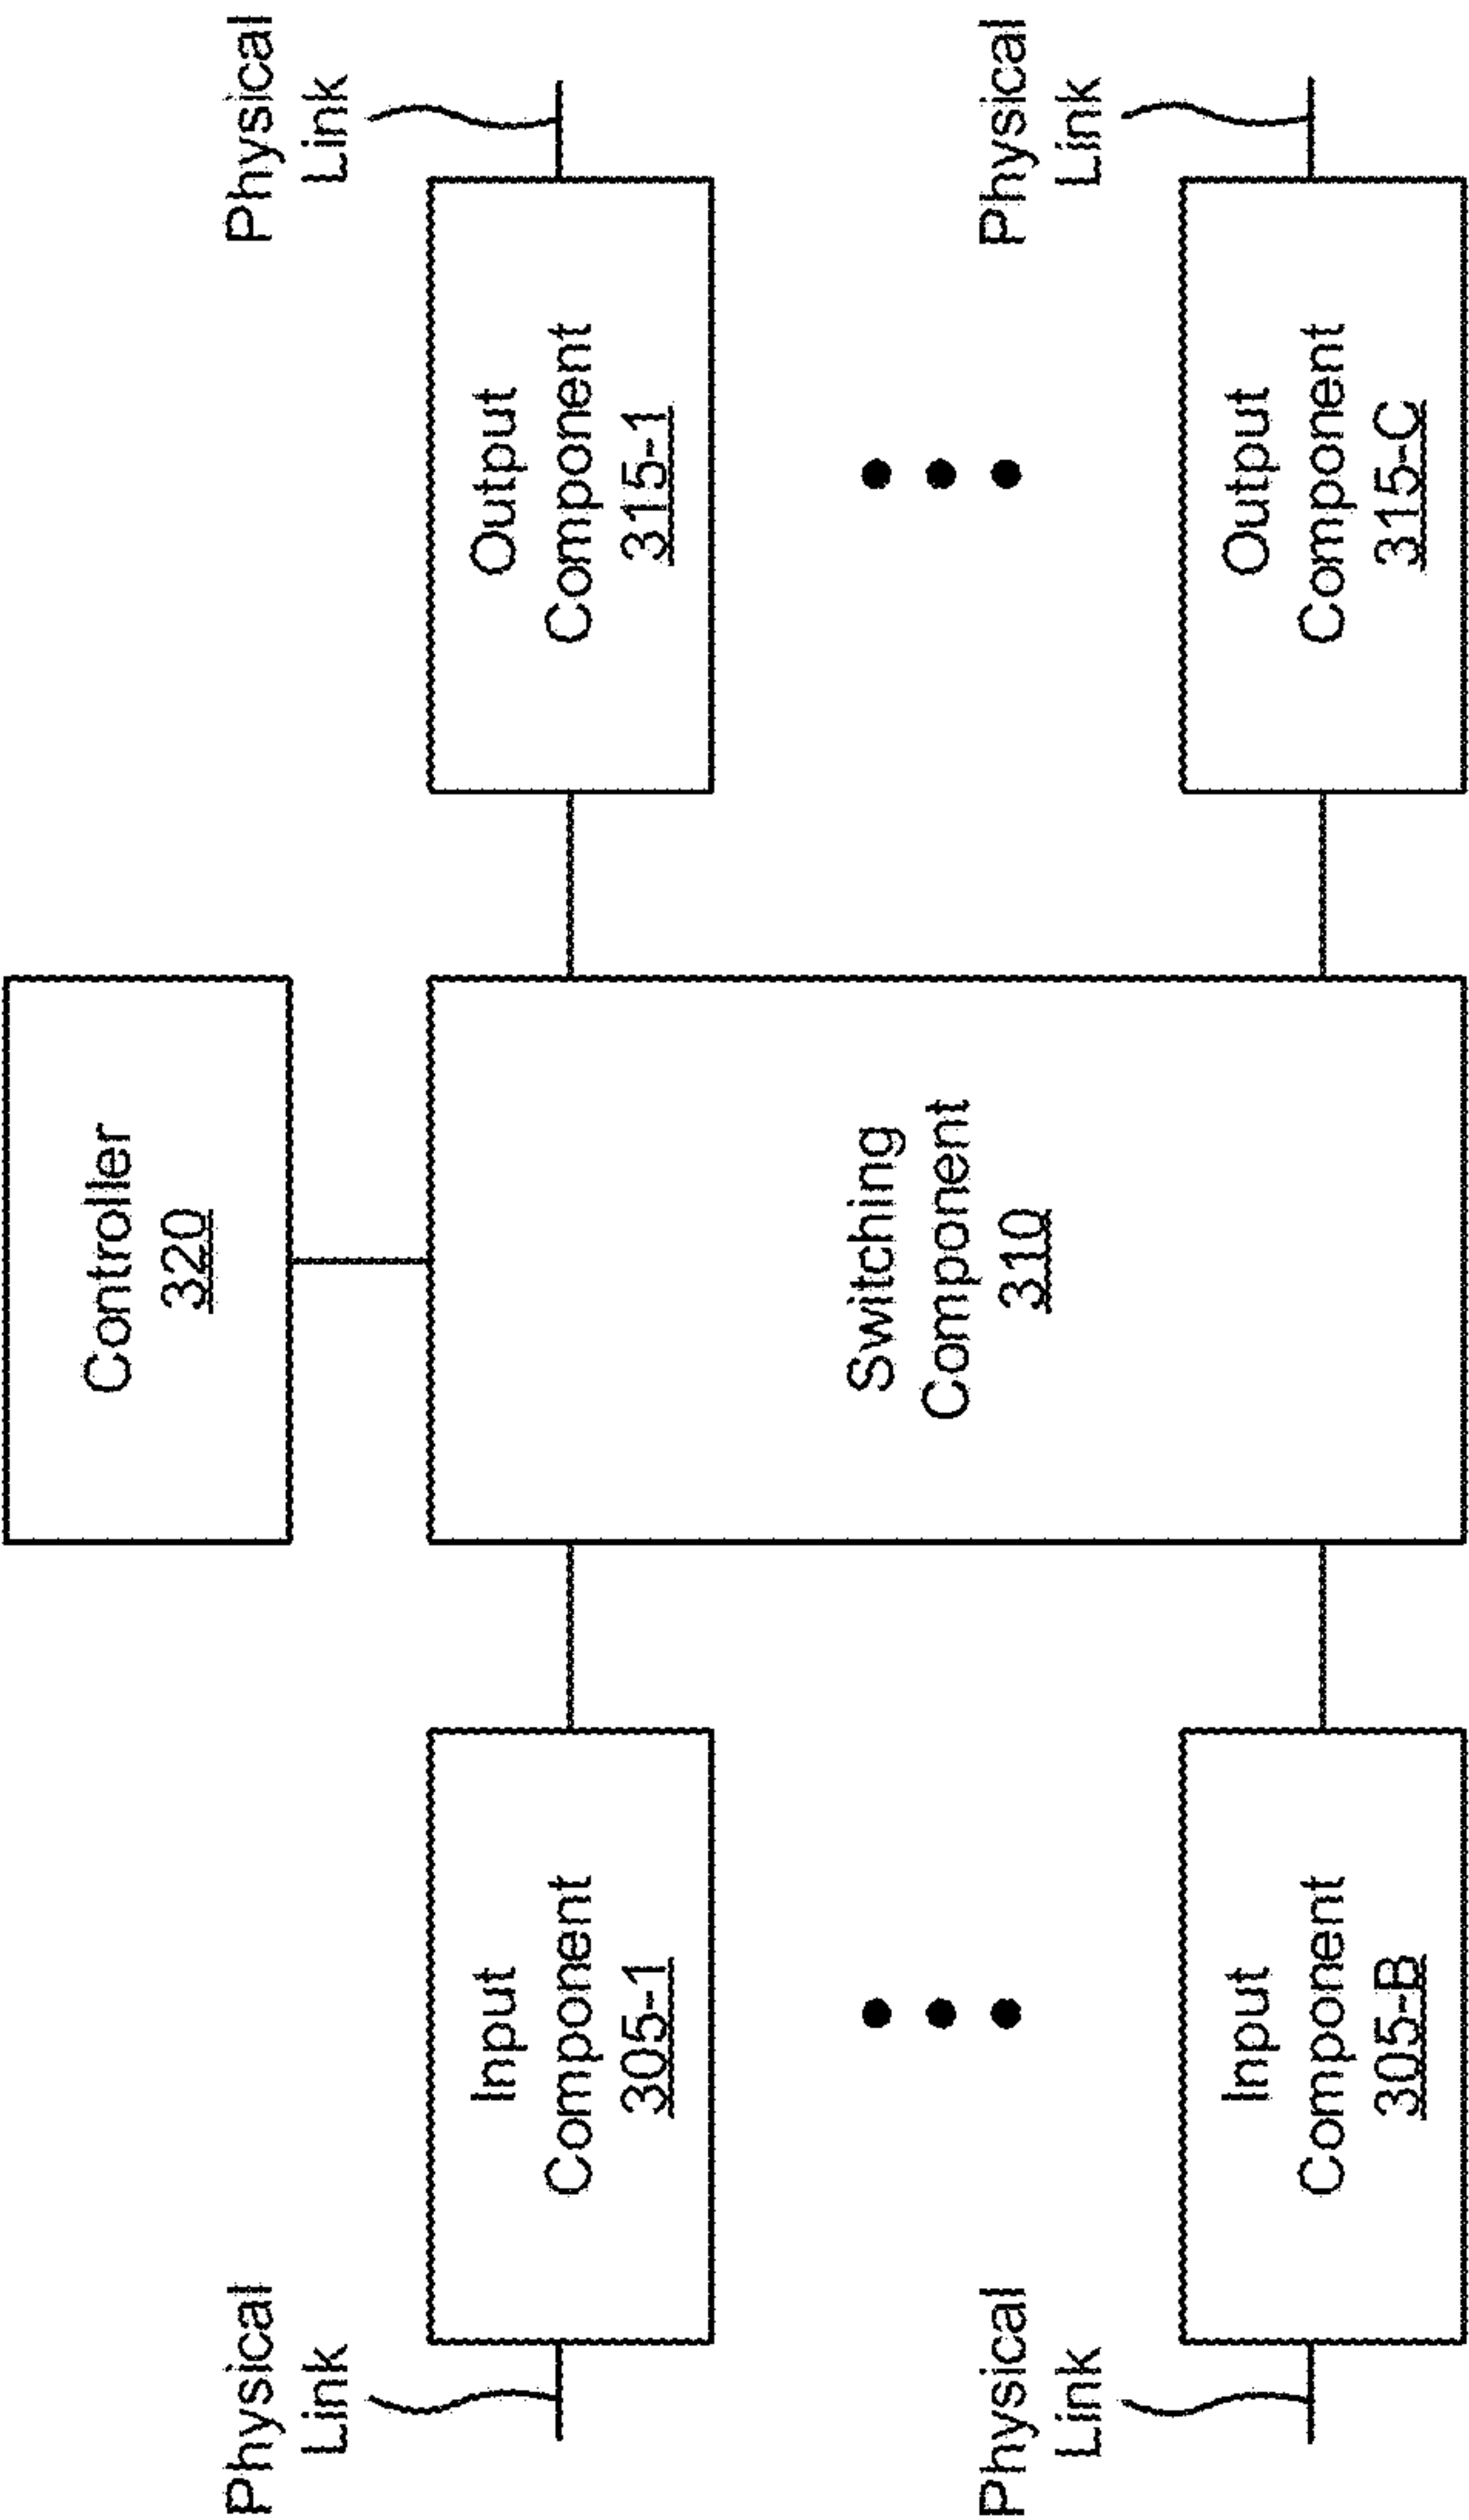 Controller
320
Physical
Link
Input
Component
305-1
Switching
Component
310
Output
Component
315-1
Physical
Link
Physical
Link
Input
Component
305-B
Output
Component
315-C
Physical
Link